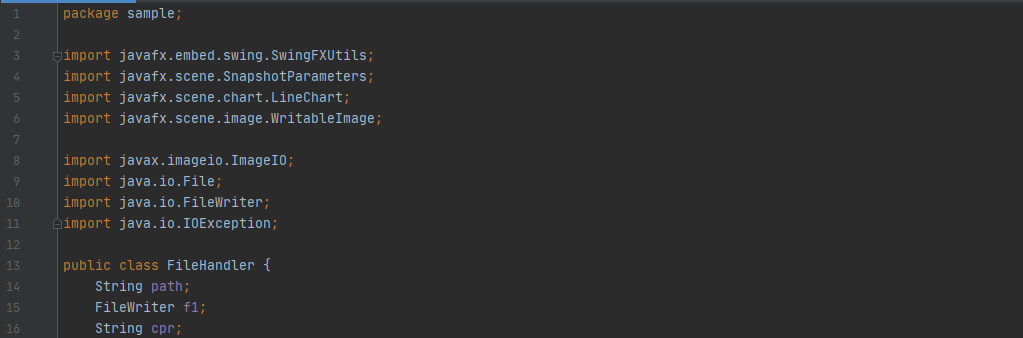 1 package sample;
2
3 import javafx.embed.swing.SwingFXUtils;
4 import javafx.scene.SnapshotParameters;
5 import javafx.scene.chart.LineChart;
6 import javafx.scene.image.WritableImage;
7
8 import javax.imageio.ImageIO;
9 import java.io.File;
10 import java.io.FileWriter;
11 import java.io.IOException;
12
13 public class FileHandler {
14     String path;
15     FileWriter f1;
16     String cpr;